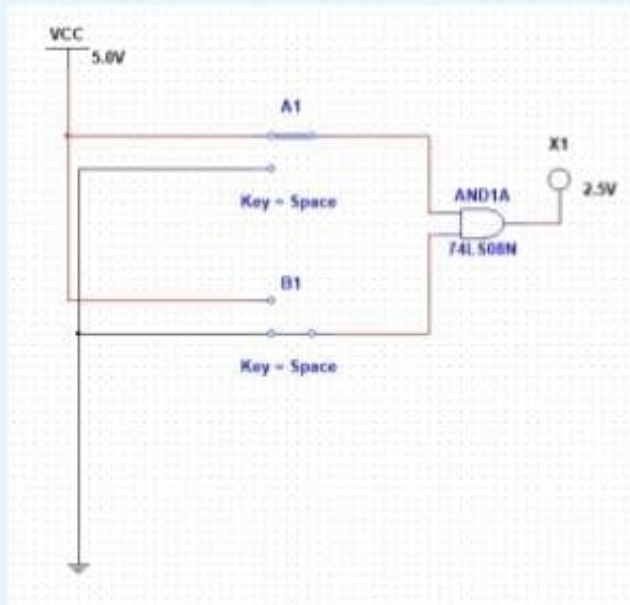 VCC
5.0V
A1
X1
Key = Space
AND1A
2.5V
74LS08N
B1
Key = Space